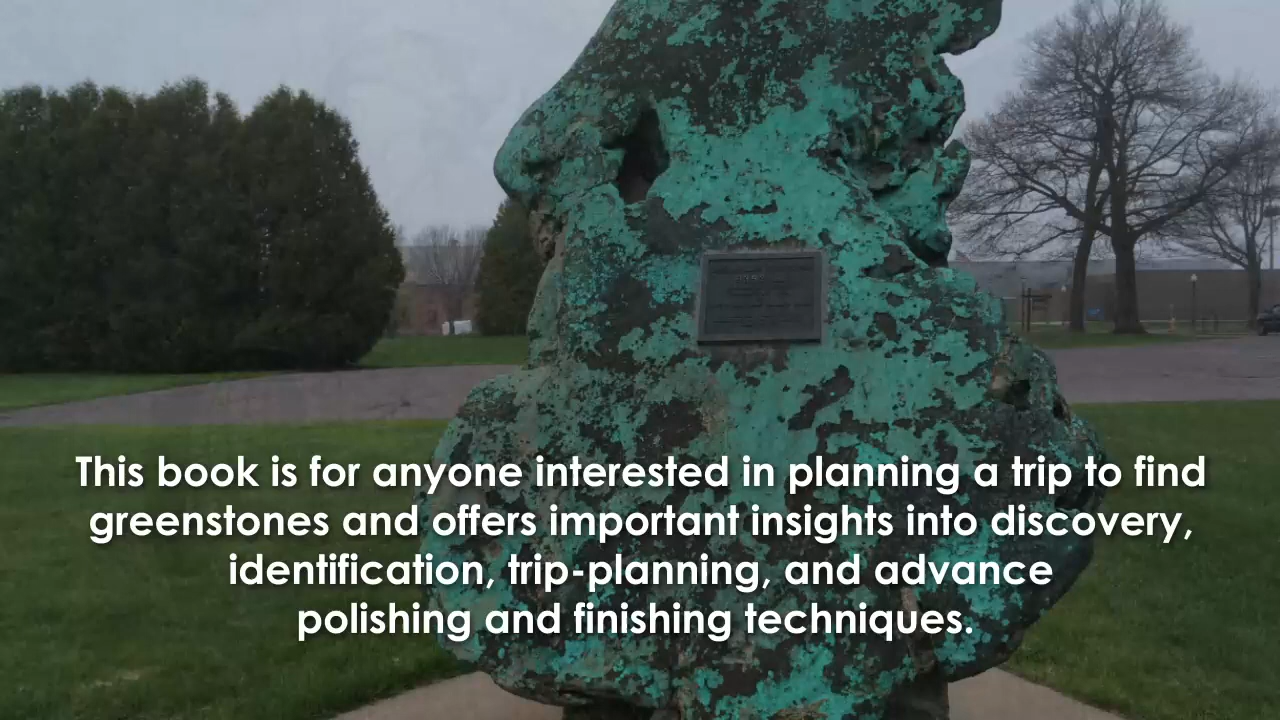 This book is for anyone interested in planning a trip to find
greenstones and offers important insights into discovery,
identification, trip-planning, and advance
polishing and finishing techniques.